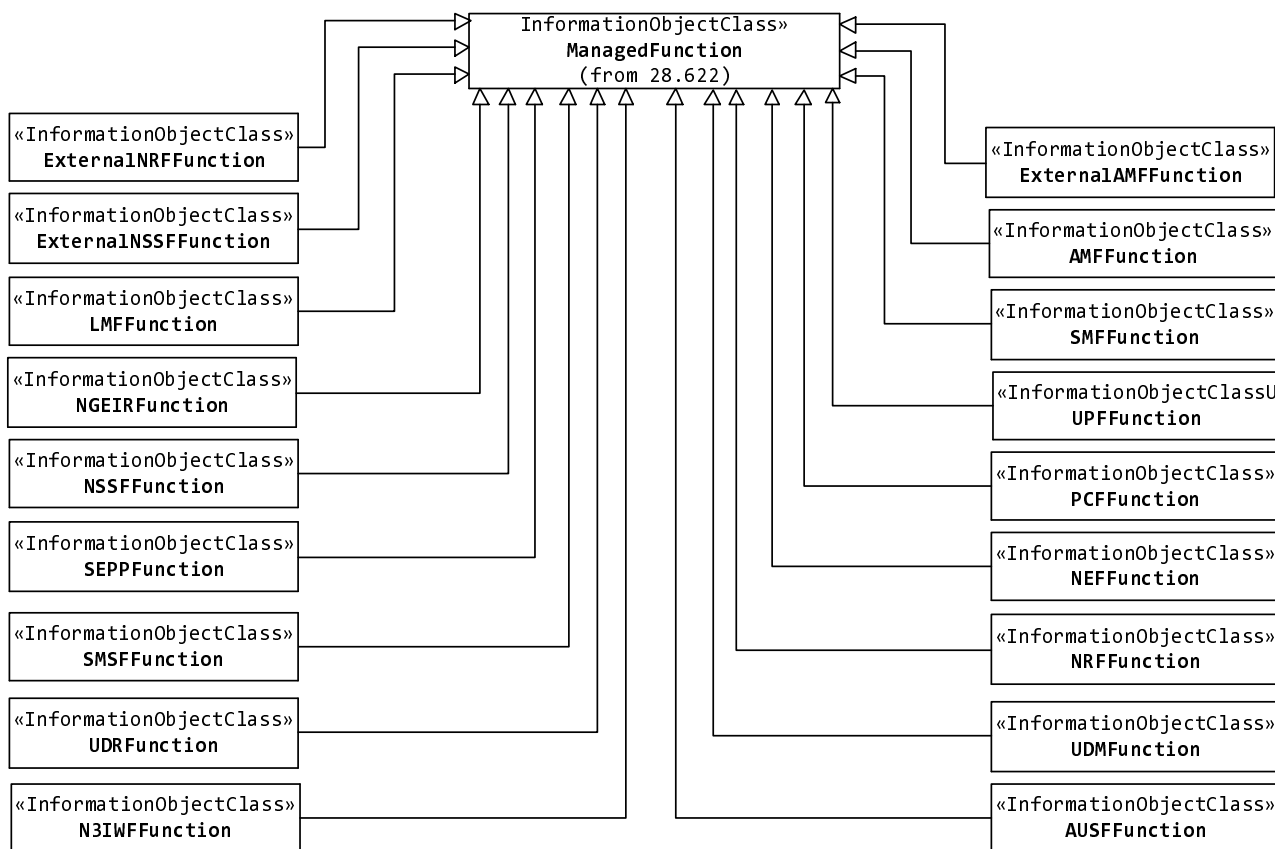 InformationObjectClass»
ManagedFunction
(from 28.622)
«InformationObjectClass»
ExternalNRFFunction
«InformationObjectClass»
ExternalNSSFFunction
«InformationObjectClass»
LMFFunction
«InformationObjectClass»
NGEIRFunction
«InformationObjectClass»
NSSFFunction
«InformationObjectClass»
SEPPFunction
«InformationObjectClass»
SMSFFunction
«InformationObjectClass»
UDRFunction
«InformationObjectClass»
N3IWFFunction
«InformationObjectClass»
ExternalAMFFunction
«InformationObjectClass»
AMFFunction
«InformationObjectClass»
SMFFunction
«InformationObjectClassU
UPFFunction
«InformationObjectClass»
PCFFunction
«InformationObjectClass»
NEFFunction
«InformationObjectClass»
NRFFunction
«InformationObjectClass»
UDMFunction
«InformationObjectClass»
AUSFFunction